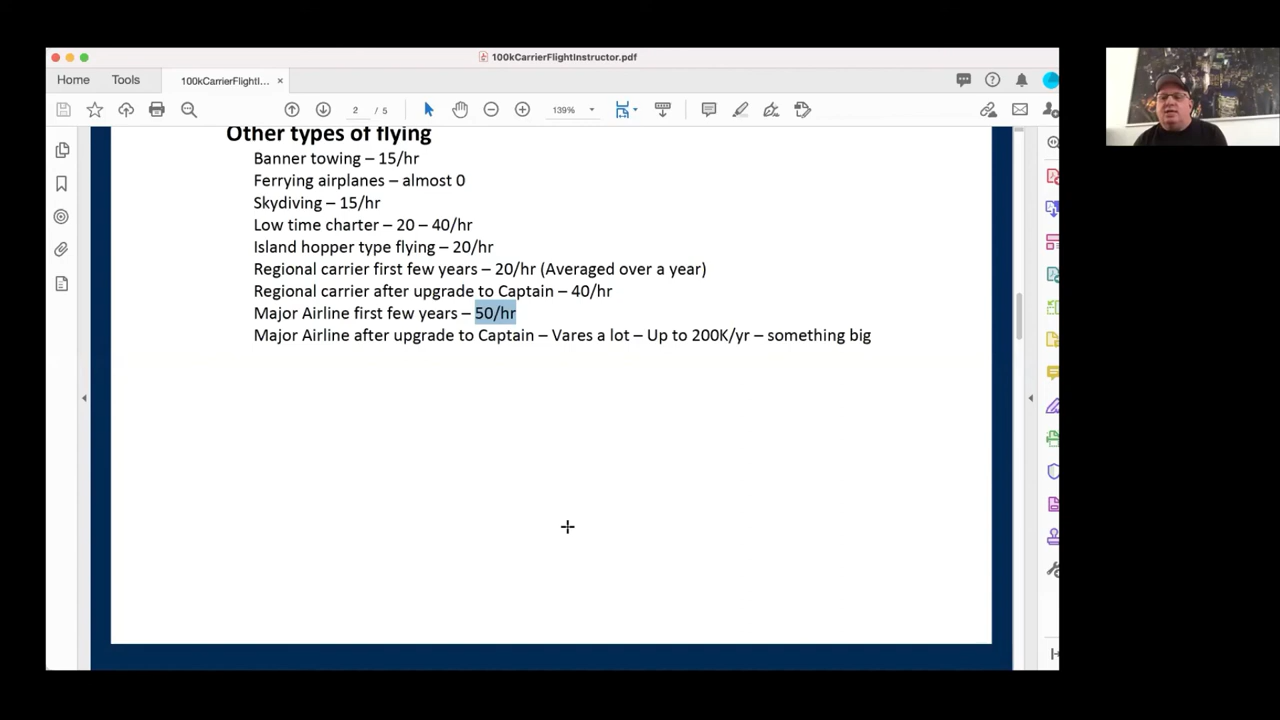 100kCarrierFlightInstructor.pdf
Home
Tools
100kCarrierFlightI...
2 / 5
139%
Other types of flying
Banner towing – 15/hr
Ferrying airplanes – almost 0
Skydiving – 15/hr
Low time charter – 20 – 40/hr
Island hopper type flying – 20/hr
Regional carrier first few years – 20/hr (Averaged over a year)
Regional carrier after upgrade to Captain – 40/hr
Major Airline first few years – 50/hr
Major Airline after upgrade to Captain – Vares a lot – Up to 200K/yr – something big